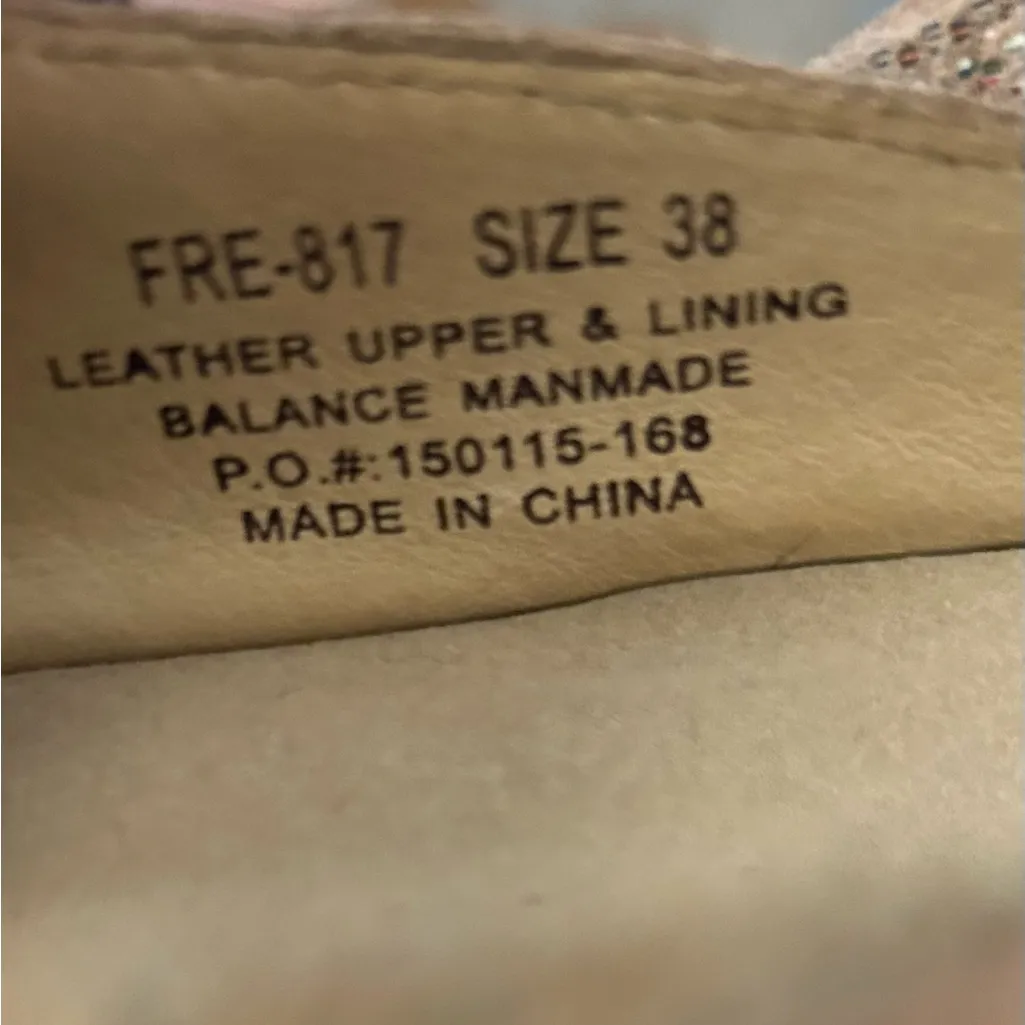 FRE-817 SIZE 38
LEATHER UPPER & LINING
BALANCE MANMADE
P.O.#:150115-168
MADE IN CHINA